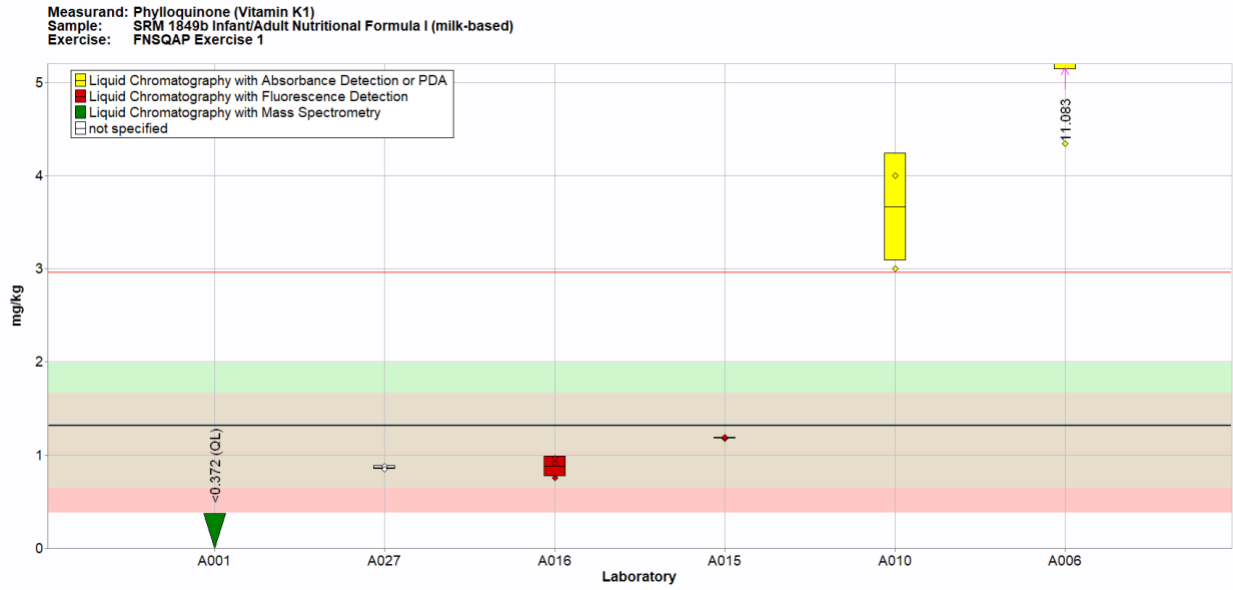 Measurand: Phylloquinone (Vitamin K1)
Sample: SRM 1849b Infant/Adult Nutritional Formula I (milk-based)
Exercise: FNSQAP Exercise 1
Liquid Chromatography with Absorbance Detection or PDA
Liquid Chromatography with Fluorescence Detection
Liquid Chromatography with Mass Spectrometry
not specified
5
4
3
2
1
0
mg/kg
<0.372 (QL)
11.083
A001 A027 A016 A015 A010 A006
Laboratory